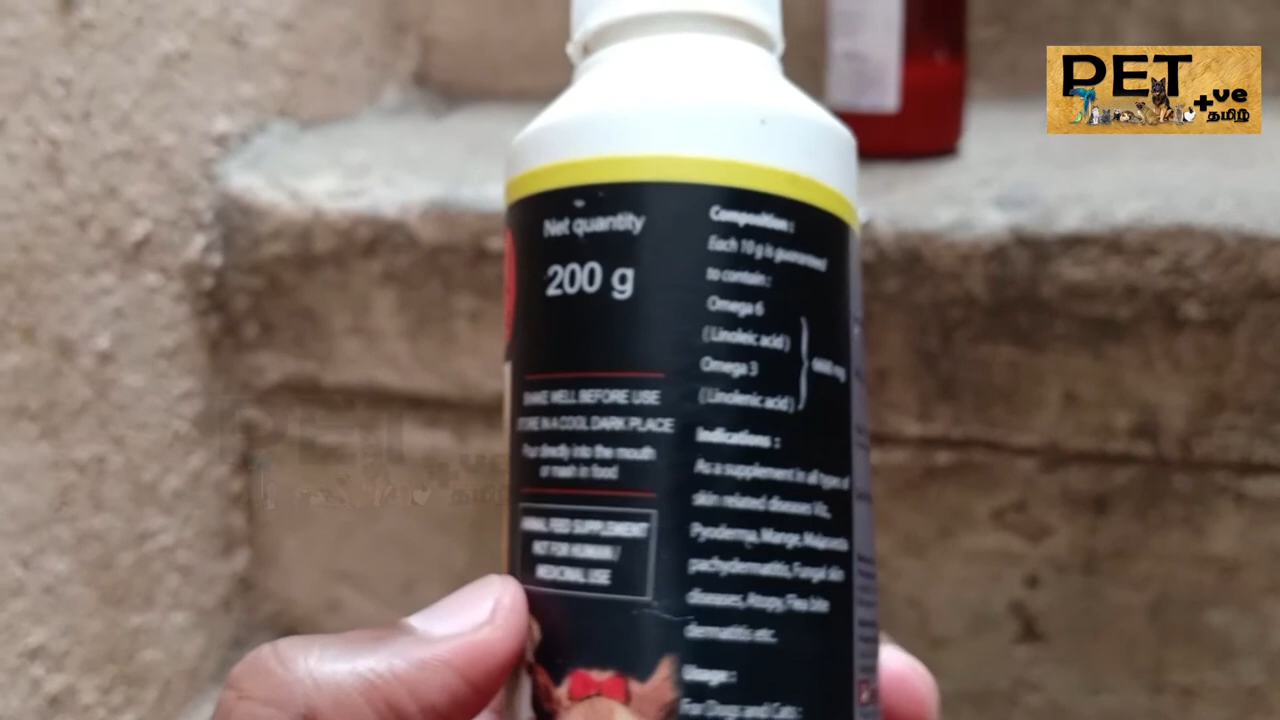 PET
+ve
தமிழ்
Net quantity
200 g
SHAKE WELL BEFORE USE
STORE IN A COOL DARK PLACE
Pour directly into the mouth
or mash in food
ANIMAL FEED SUPPLEMENT
NOT FOR HUMAN /
MEDICINAL USE
Composition :
Each 10 g is guaranteed
to contain :
Omega 6
( Linoleic acid )
Omega 3
( Linolenic acid )
Indications :
As a supplement in all type of
skin related diseases Viz,
Pyoderma, Mange,
pachydermatitis, Fungal skin
diseases, Atopy, Flea bite
dermatitis etc.
Usage :
For Dogs and Cats :